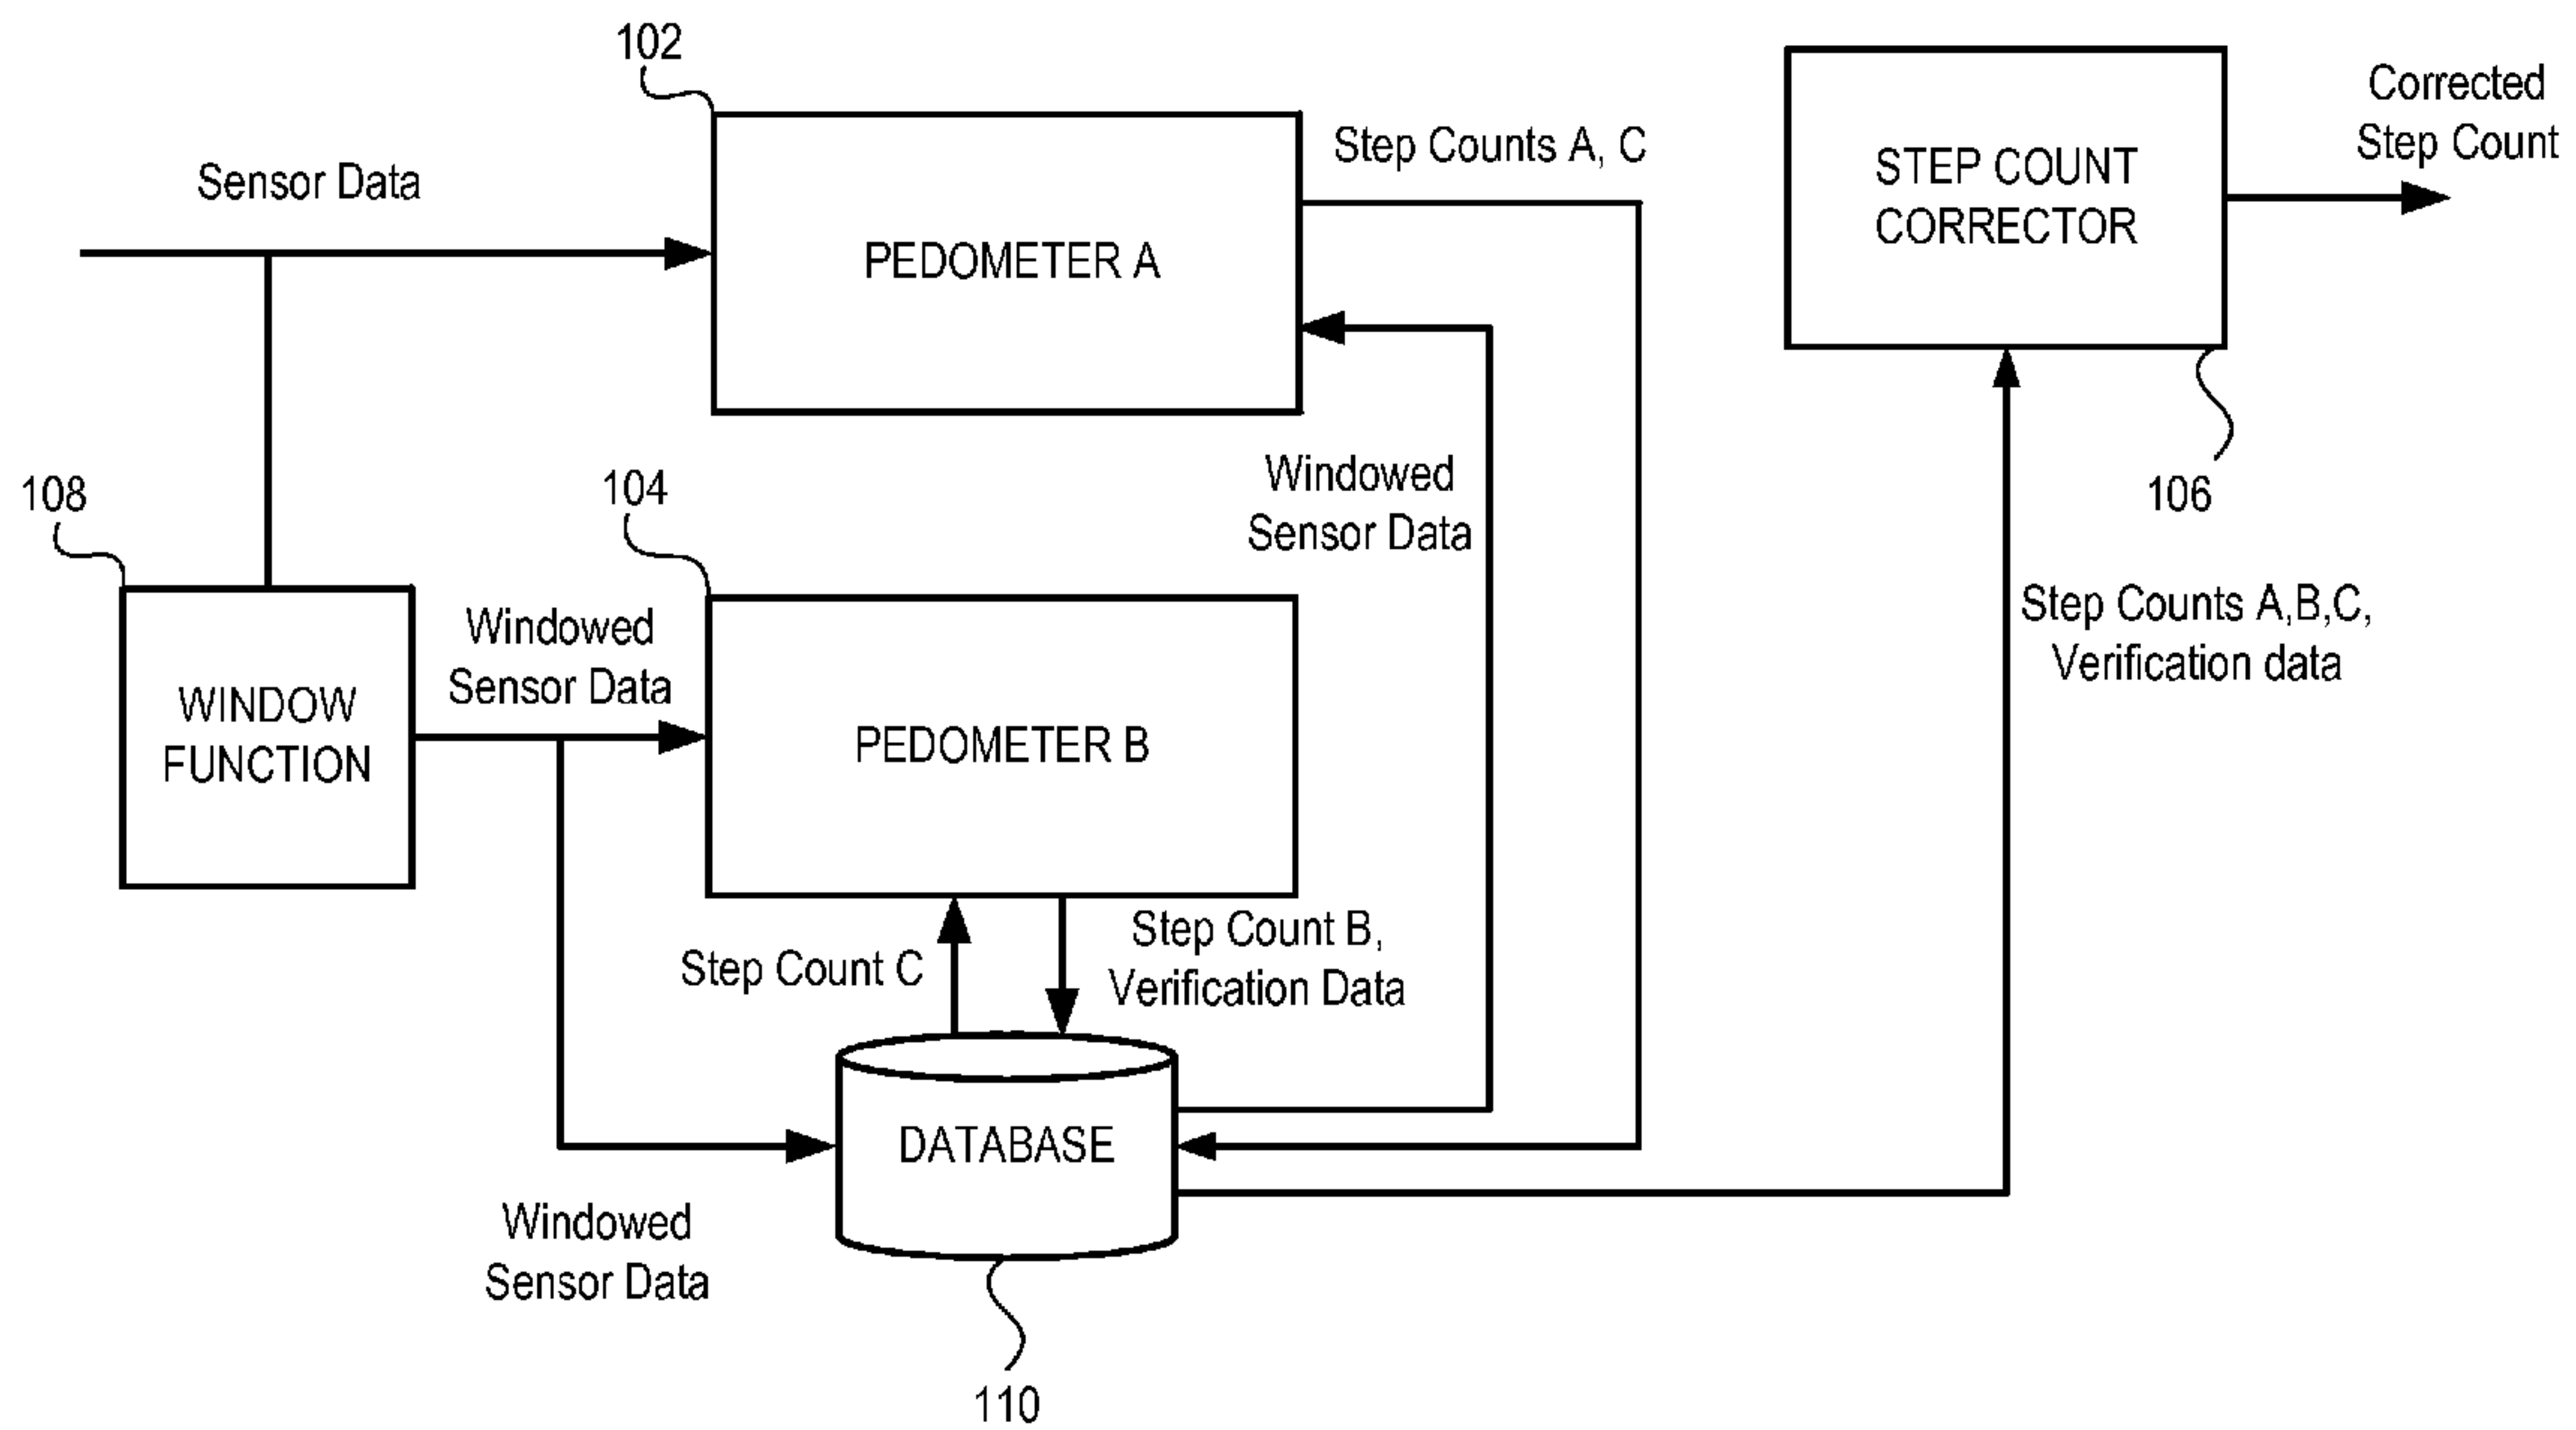 102
Corrected
Step Count
Step Counts A, C
STEP COUNT
CORRECTOR
Sensor Data
PEDOMETER A
108
104
Windowed
Sensor Data
106
Windowed
Sensor Data
Step Counts A,B,C,
Verification data
WINDOW
FUNCTION
PEDOMETER B
Step Count C
Step Count B,
Verification Data
DATABASE
Windowed
Sensor Data
110